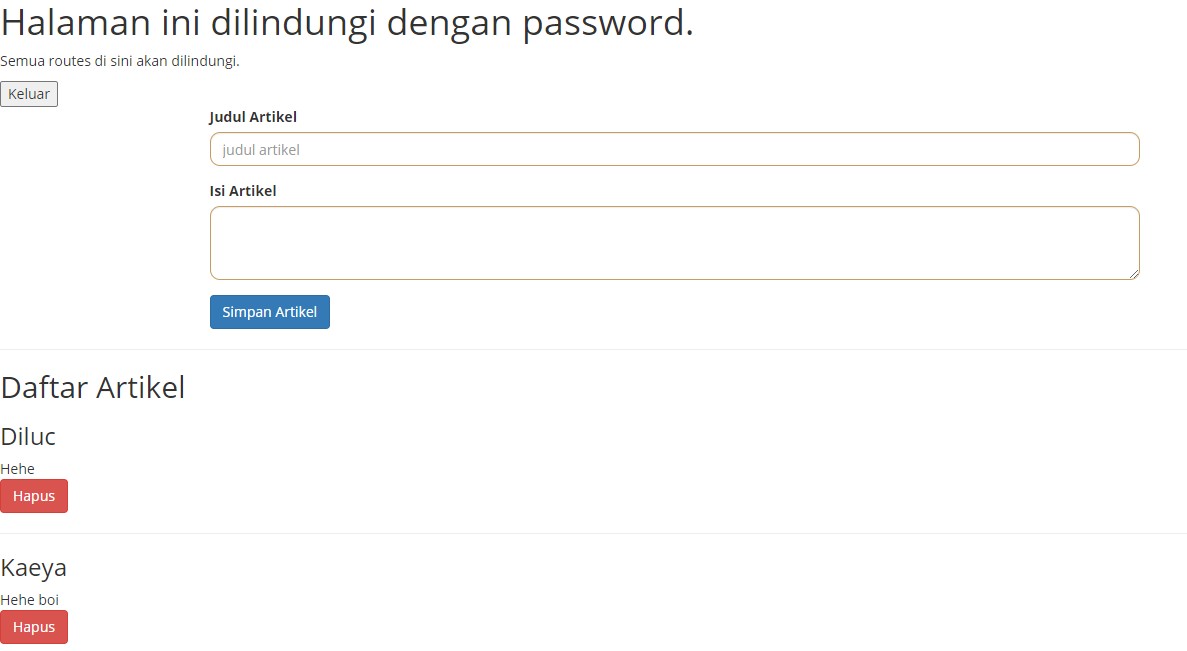 Halaman ini dilindungi dengan password.
Semua routes di sini akan dilindungi.
Keluar
Judul Artikel
judul artikel
Isi Artikel
Simpan Artikel
Daftar Artikel
Diluc
Hehe
Hapus
Kaeya
Hehe boi
Hapus